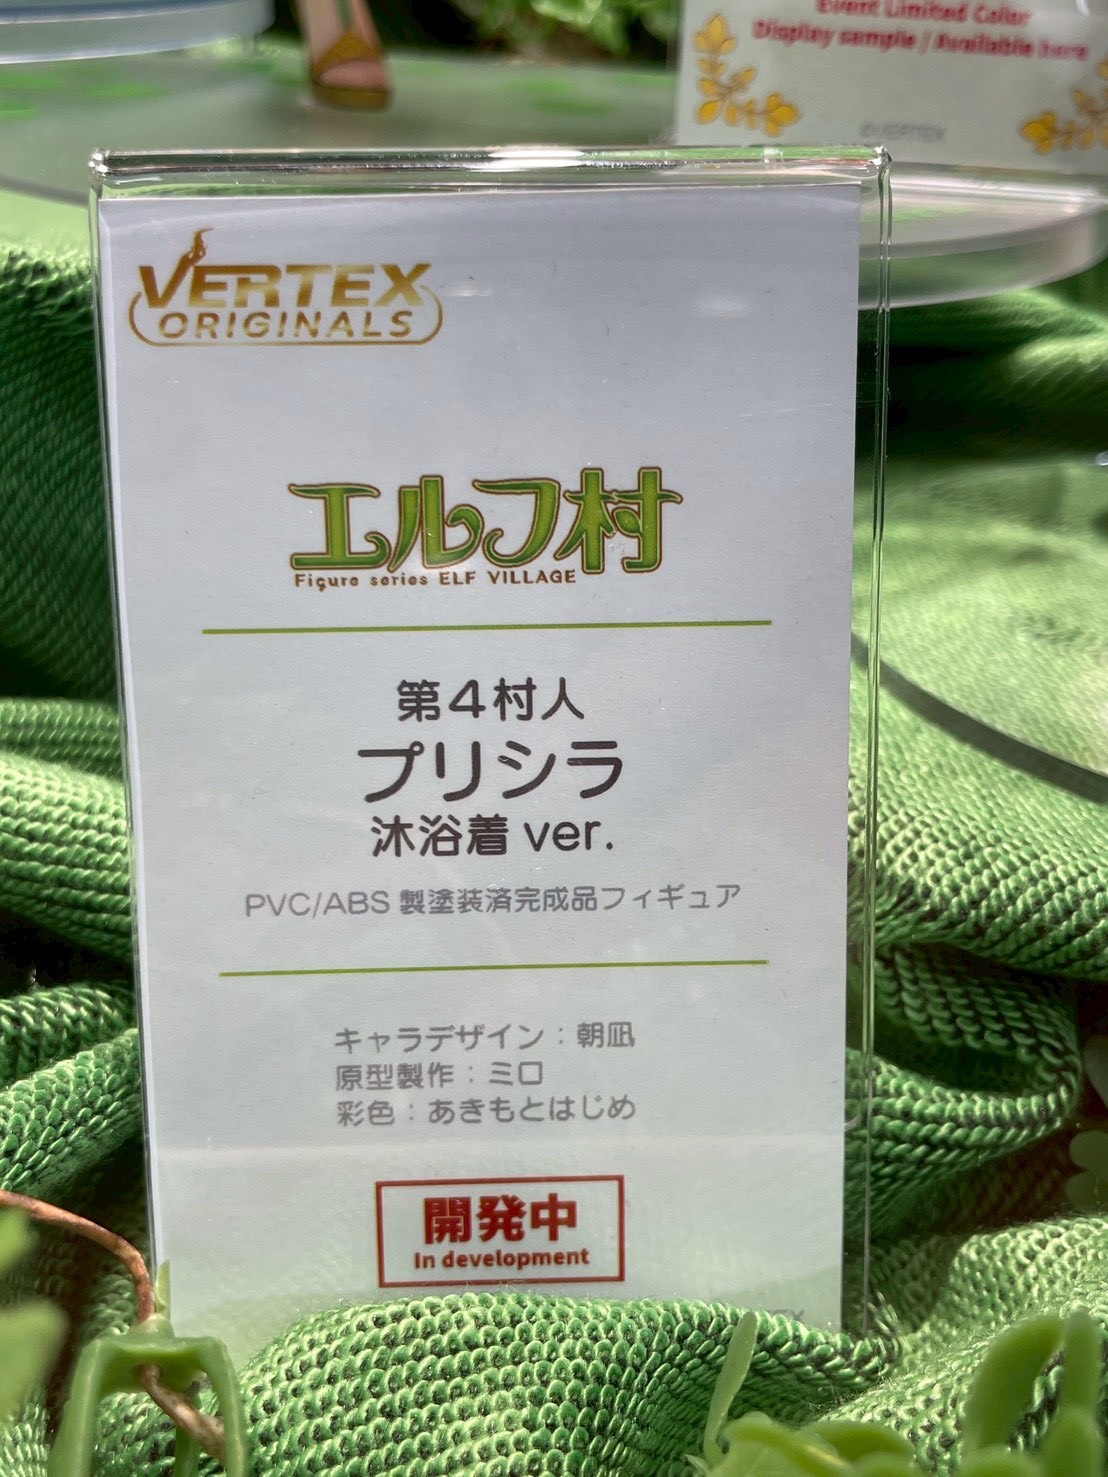 Event Limited Color
Display sample / Available here
©VERTEX
VERTEX
ORIGINALS
エルフ村
Figure series ELF VILLAGE
第4村人
プリシラ
沐浴着 ver.
PVC/ABS 製塗装済完成品フィギュア
キャラデザイン：朝凪
原型製作：ミロ
彩色：あきもとはじめ
開発中
In development